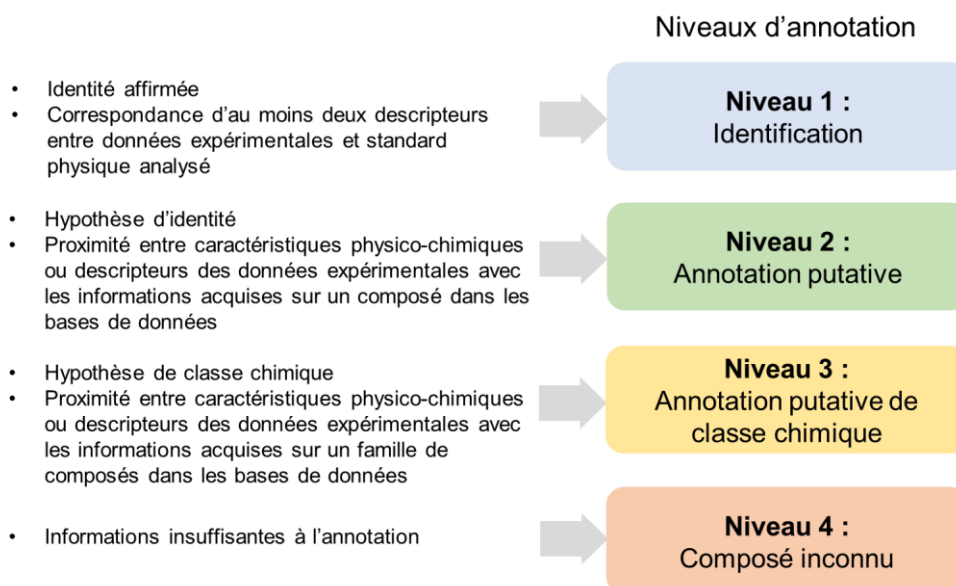 Niveaux d'annotation
• Identité affirmée
• Correspondance d'au moins deux descripteurs
entre données expérimentales et standard
physique analysé
Niveau 1 :
Identification
• Hypothèse d'identité
• Proximité entre caractéristiques physico-chimiques
ou descripteurs des données expérimentales avec
les informations acquises sur un composé dans les
bases de données
Niveau 2 :
Annotation putative
• Hypothèse de classe chimique
• Proximité entre caractéristiques physico-chimiques
ou descripteurs des données expérimentales avec
les informations acquises sur un famille de
composés dans les bases de données
Niveau 3 :
Annotation putative de
classe chimique
• Informations insuffisantes à l'annotation
Niveau 4 :
Composé inconnu